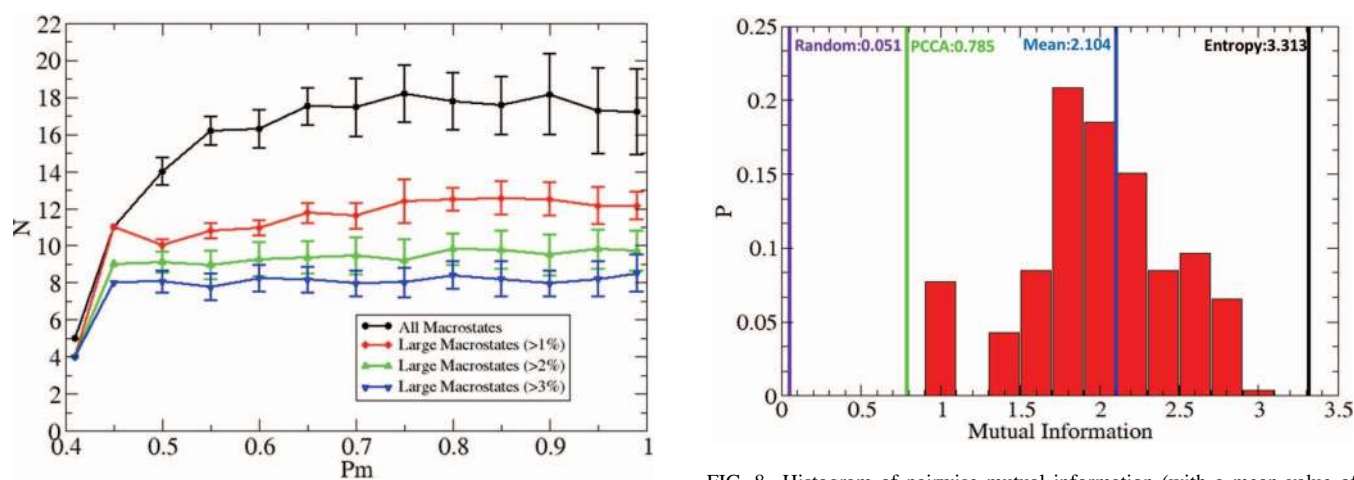 22
20
18
16
14
12
10
8
6
4
2
0
N
0.4 0.5 0.6 0.7 0.8 0.9 1
Pm
All Macrostates
Large Macrostates (>1%)
Large Macrostates (>2%)
Large Macrostates (>3%)
0.25
0.2
0.15
0.1
0.05
0
P
Random:0.051 PCCA:0.785 Mean:2.104 Entropy:3.313
0 0.5 1 1.5 2 2.5 3 3.5
Mutual Information
FIG. 8. Histogram of pairwise mutual information (with a mean value of